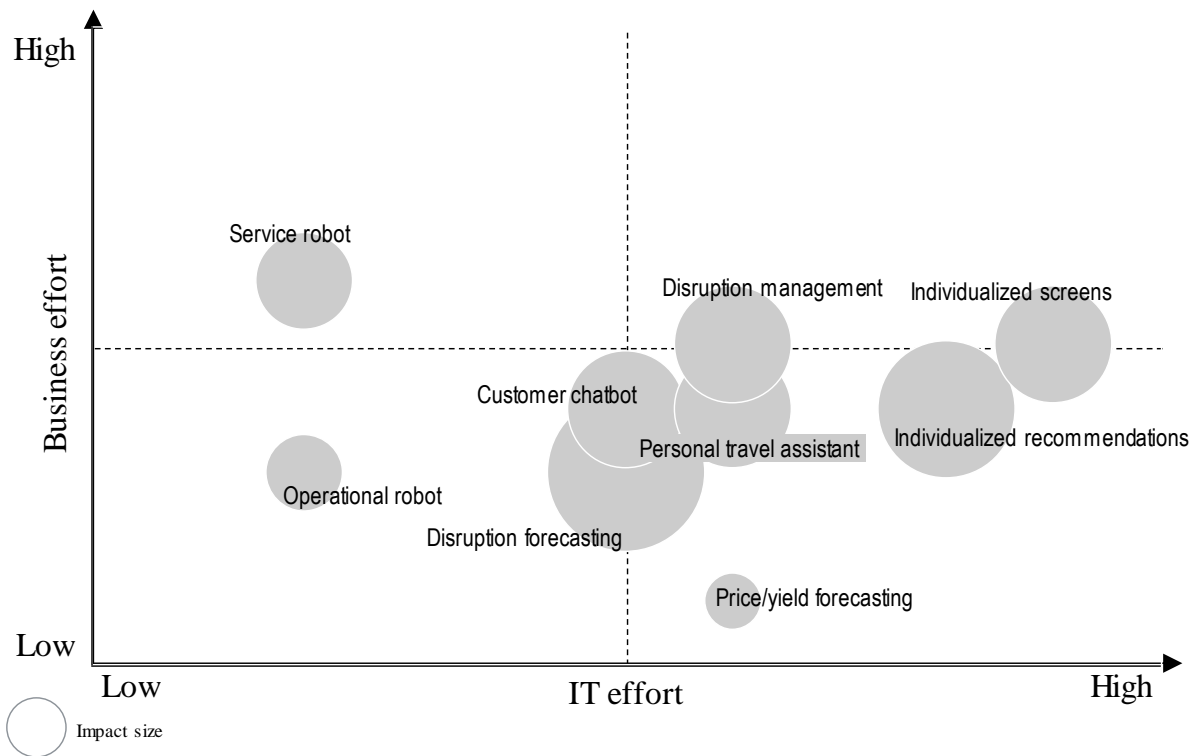 High
Service robot
Disruption management
Individualized screens
Business effort
Customer chatbot
Personal travel assistant
Individualized recommendations
Operational robot
Disruption forecasting
Price/yield forecasting
Low
Low
IT effort
High
Impact size